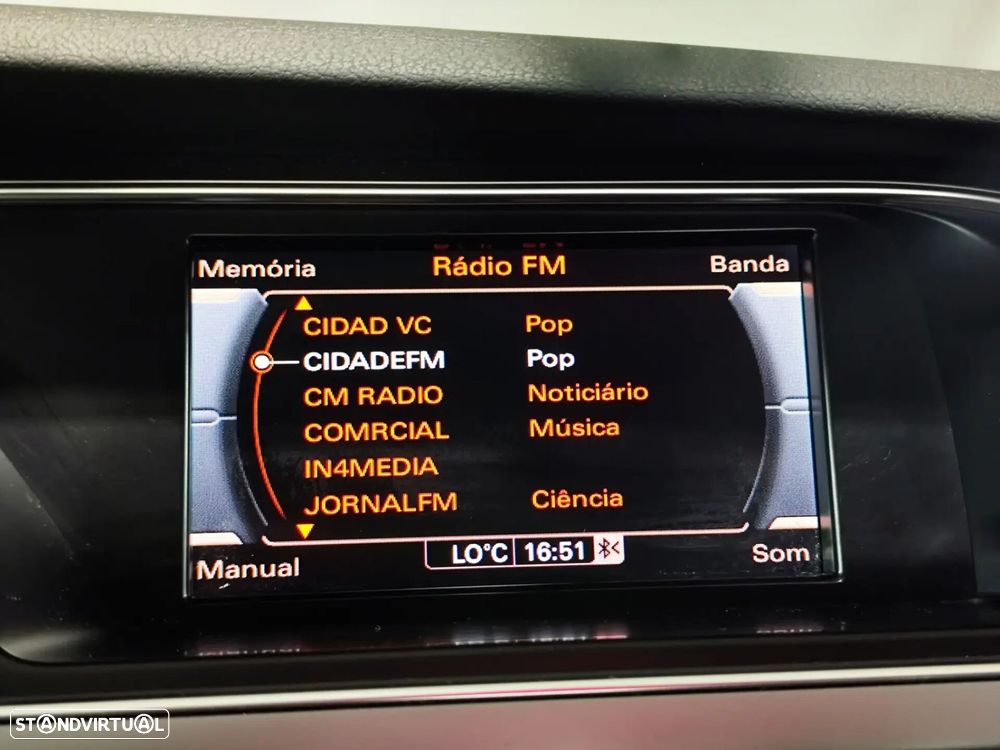 Memória Rádio FM Banda
CIDAD VC Pop
CIDADEFM Pop
CM RADIO Noticiário
COMRCIAL Música
IN4MEDIA
JORNALFM Ciência
Manual LO°C 16:51 Som
STANDVIRTUAL